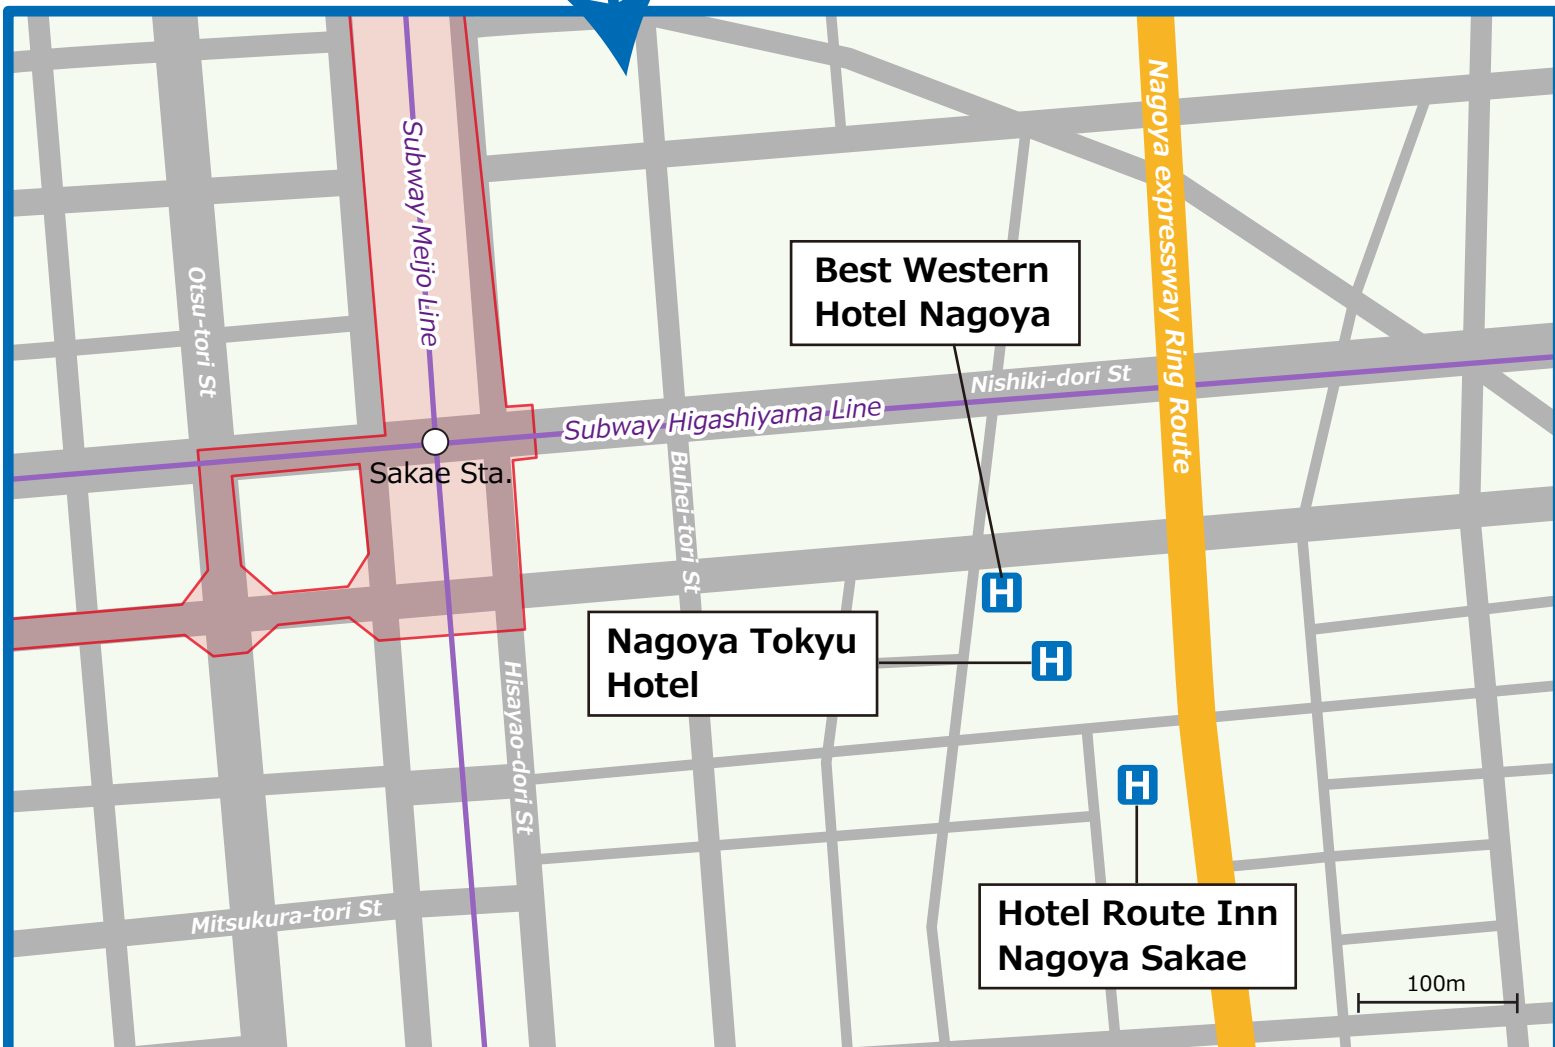 Nagoya expressway Ring Route
Subway Meijo Line
Otsu-tori St
Best Western
Hotel Nagoya
Nishiki-dori St
Subway Higashiyama Line
Sakae Sta.
Buhei-tori St
H
Nagoya Tokyu
Hotel
H
Hisayao-dori St
H
Mitsukura-tori St
Hotel Route Inn
Nagoya Sakae
100m